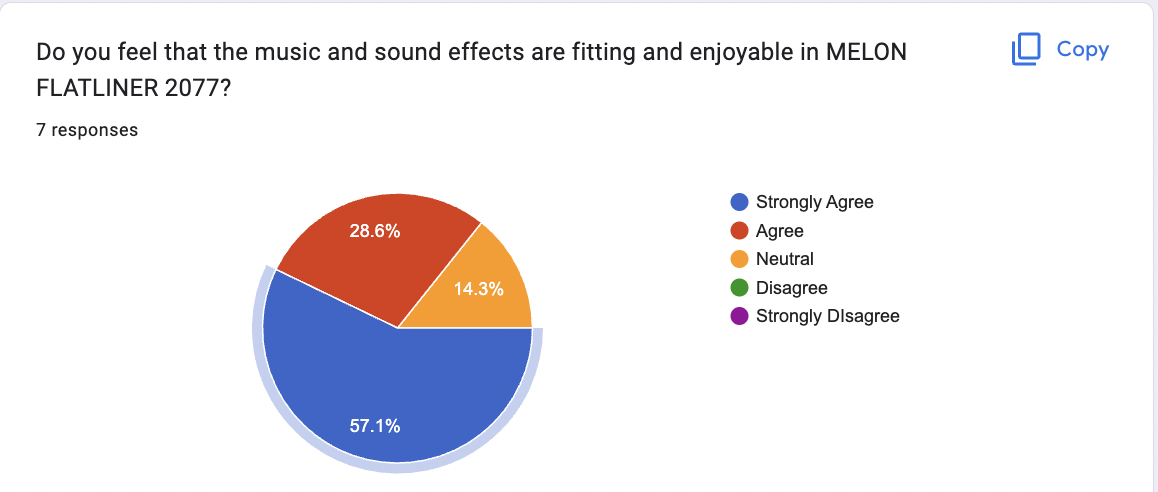 Do you feel that the music and sound effects are fitting and enjoyable in MELON
FLATLINER 2077?
Copy
7 responses
28.6%
14.3%
57.1%
Strongly Agree
Agree
Neutral
Disagree
Strongly DIsagree